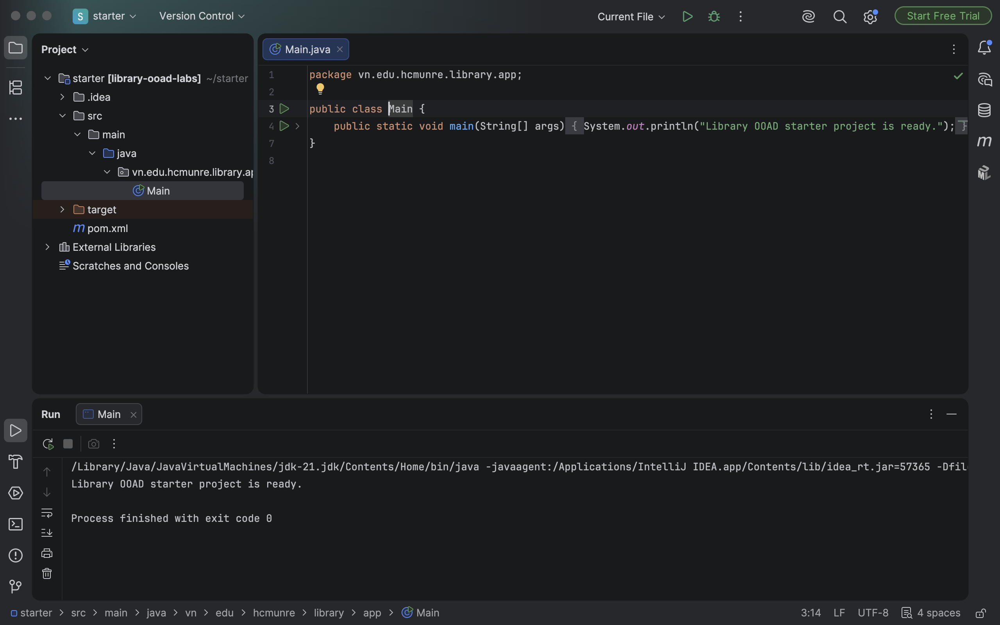 S starter Version Control Current File Start Free Trial
Project
starter [library-ooad-labs] ~/starter
.idea
src
main
java
vn.edu.hcmunre.library.ap
Main
target
m pom.xml
External Libraries
Scratches and Consoles
Main.java
1 package vn.edu.hcmunre.library.app;
2
3 public class Main {
4 public static void main(String[] args) { System.out.println("Library OOAD starter project is ready."); }
7 }
8
m
UML
Run Main
/Library/Java/JavaVirtualMachines/jdk-21.jdk/Contents/Home/bin/java -javaagent:/Applications/IntelliJ IDEA.app/Contents/lib/idea_rt.jar=57365 -Dfil
Library OOAD starter project is ready.
Process finished with exit code 0
starter > src > main > java > vn > edu > hcmunre > library > app > Main 3:14 LF UTF-8 4 spaces